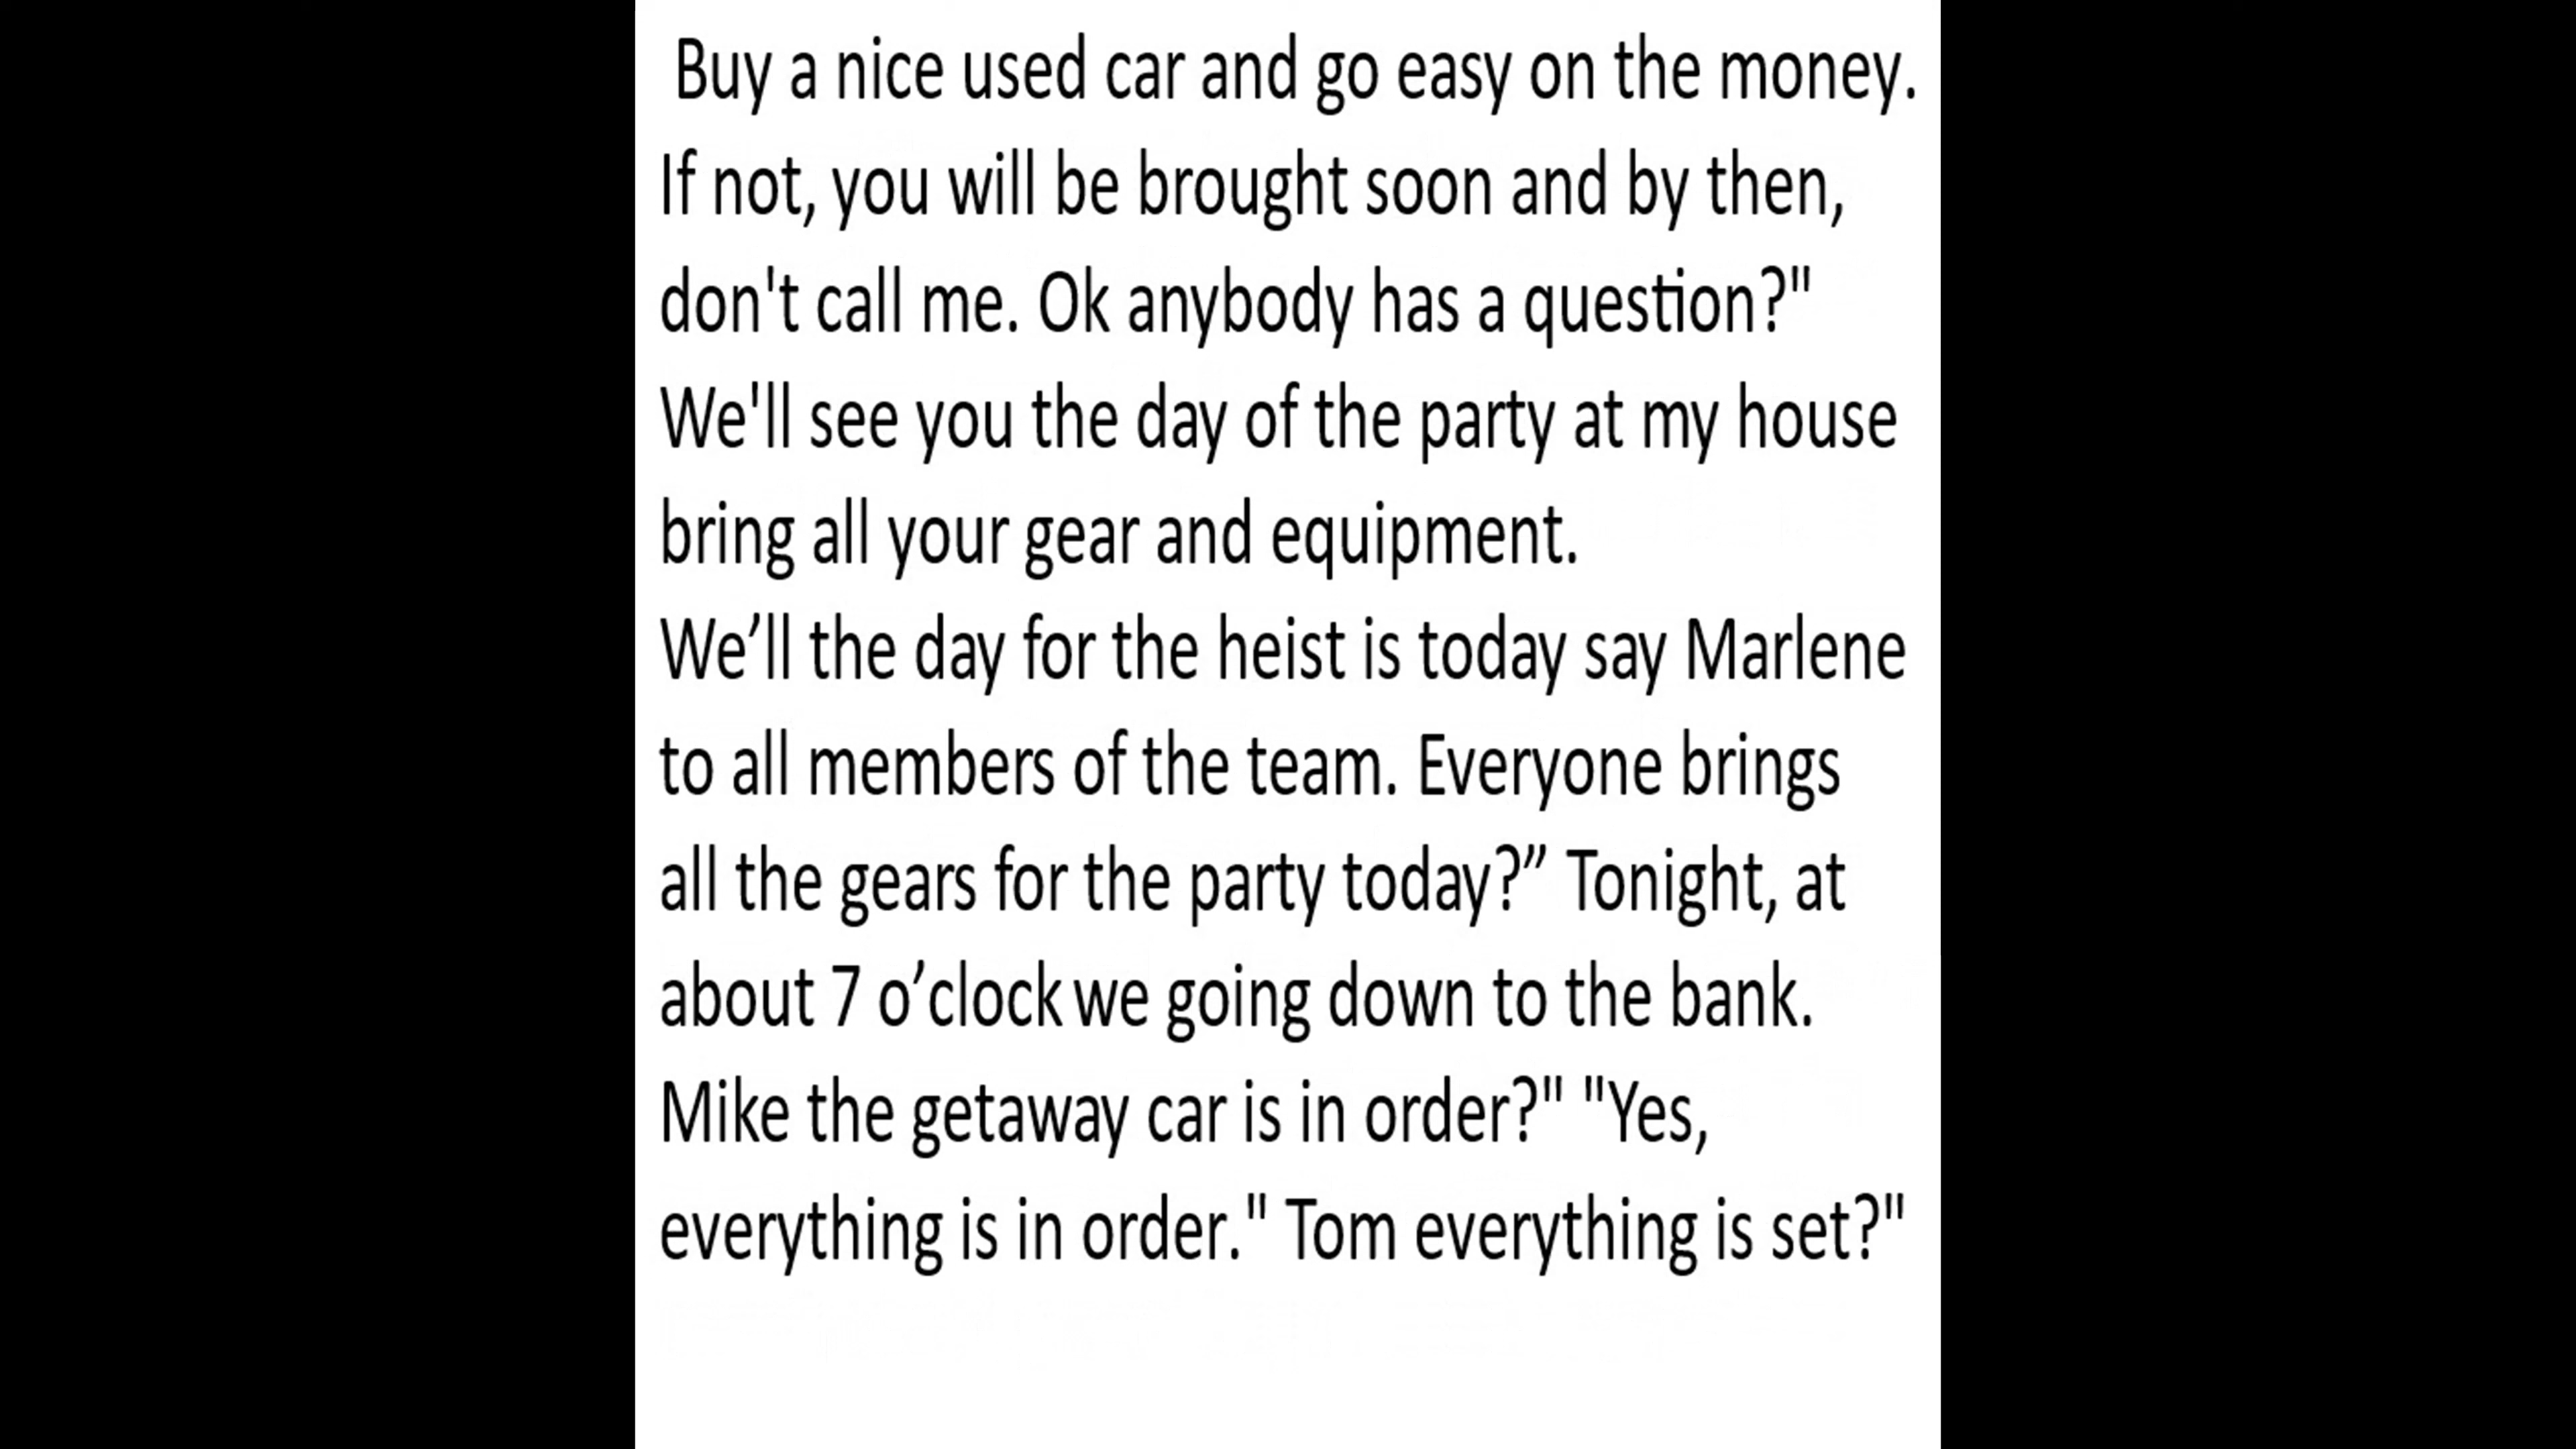 Buy a nice used car and go easy on the money.
If not, you will be brought soon and by then,
don't call me. Ok anybody has a question?"
We'll see you the day of the party at my house
bring all your gear and equipment.
We’ll the day for the heist is today say Marlene
to all members of the team. Everyone brings
all the gears for the party today?” Tonight, at
about 7 o’clock we going down to the bank.
Mike the getaway car is in order?" "Yes,
everything is in order." Tom everything is set?"